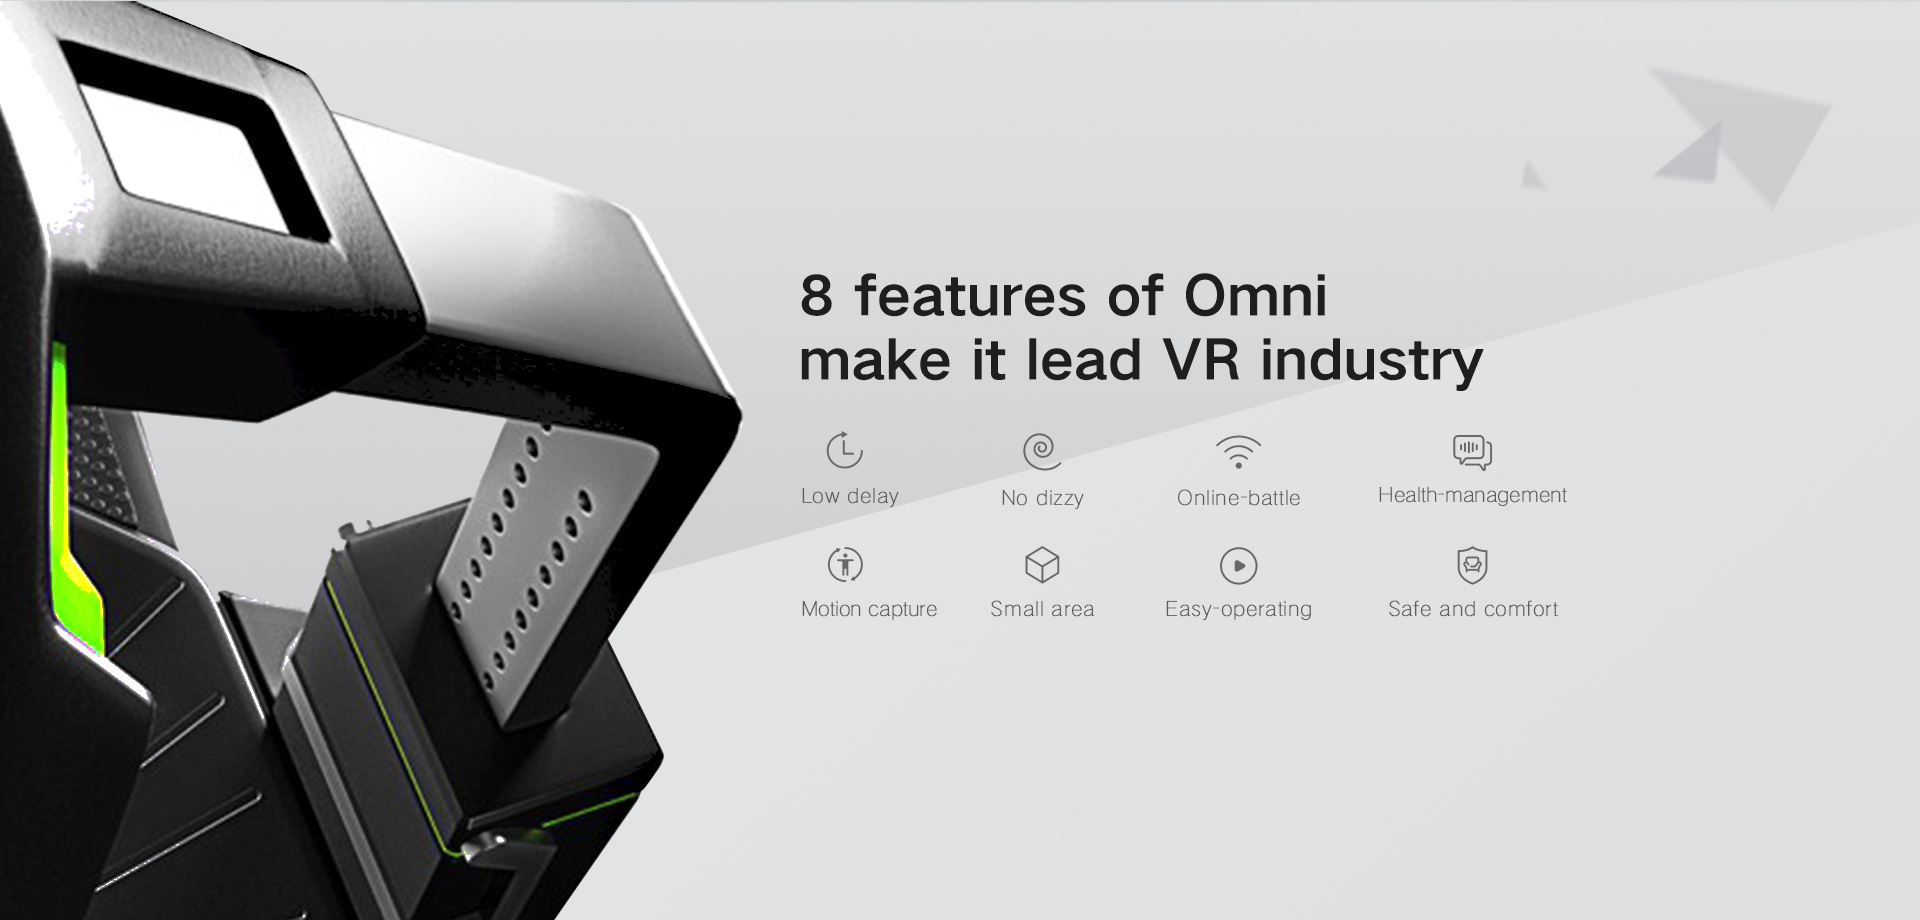 8 features of Omni
make it lead VR industry
Low delay
No dizzy
Online-battle
Health-management
Motion capture
Small area
Easy-operating
Safe and comfort